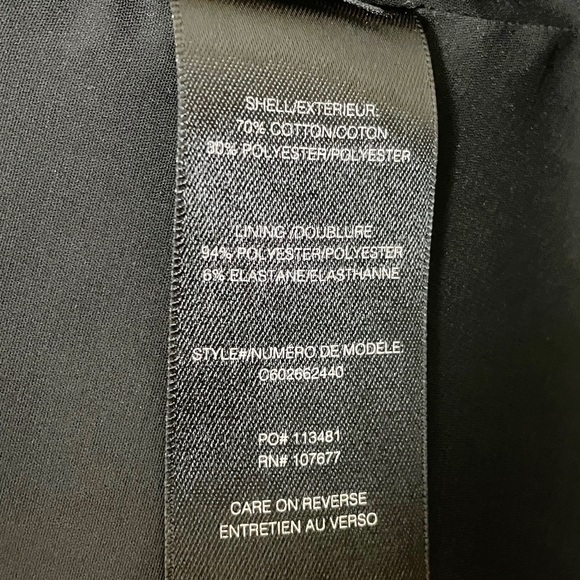 SHELL/EXTÉRIEUR:
70% COTTON/COTON
30% POLYESTER/POLYESTER
LINING /DOUBLURE
94% POLYESTER/POLYESTER
6% ELASTANE/ELASTHANNE
STYLE#/NUMÉRO DE MODÈLE:
C602662440
PO# 113481
RN# 107677
CARE ON REVERSE
ENTRETIEN AU VERSO